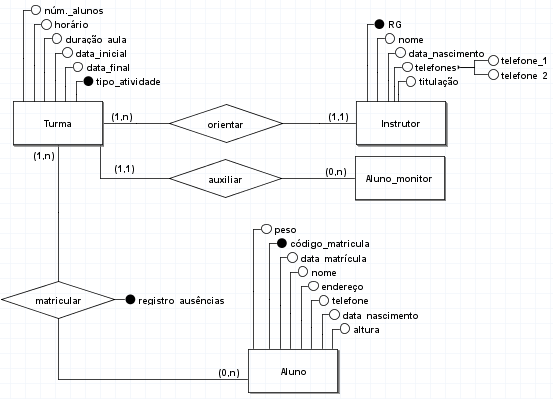 núm._alunos
horário
duração aula
data_inicial
data_final
tipo_atividade
RG
nome
data_nascimento
telefones
telefone_1
telefone 2
titulação
Turma
(1,n)
orientar
(1,1)
Instrutor
(1,n)
(1,1)
auxiliar
(0,n)
Aluno_monitor
peso
código_matricula
data matrícula
nome
endereço
telefone
data nascimento
altura
matricular
registro ausências
(0,n)
Aluno